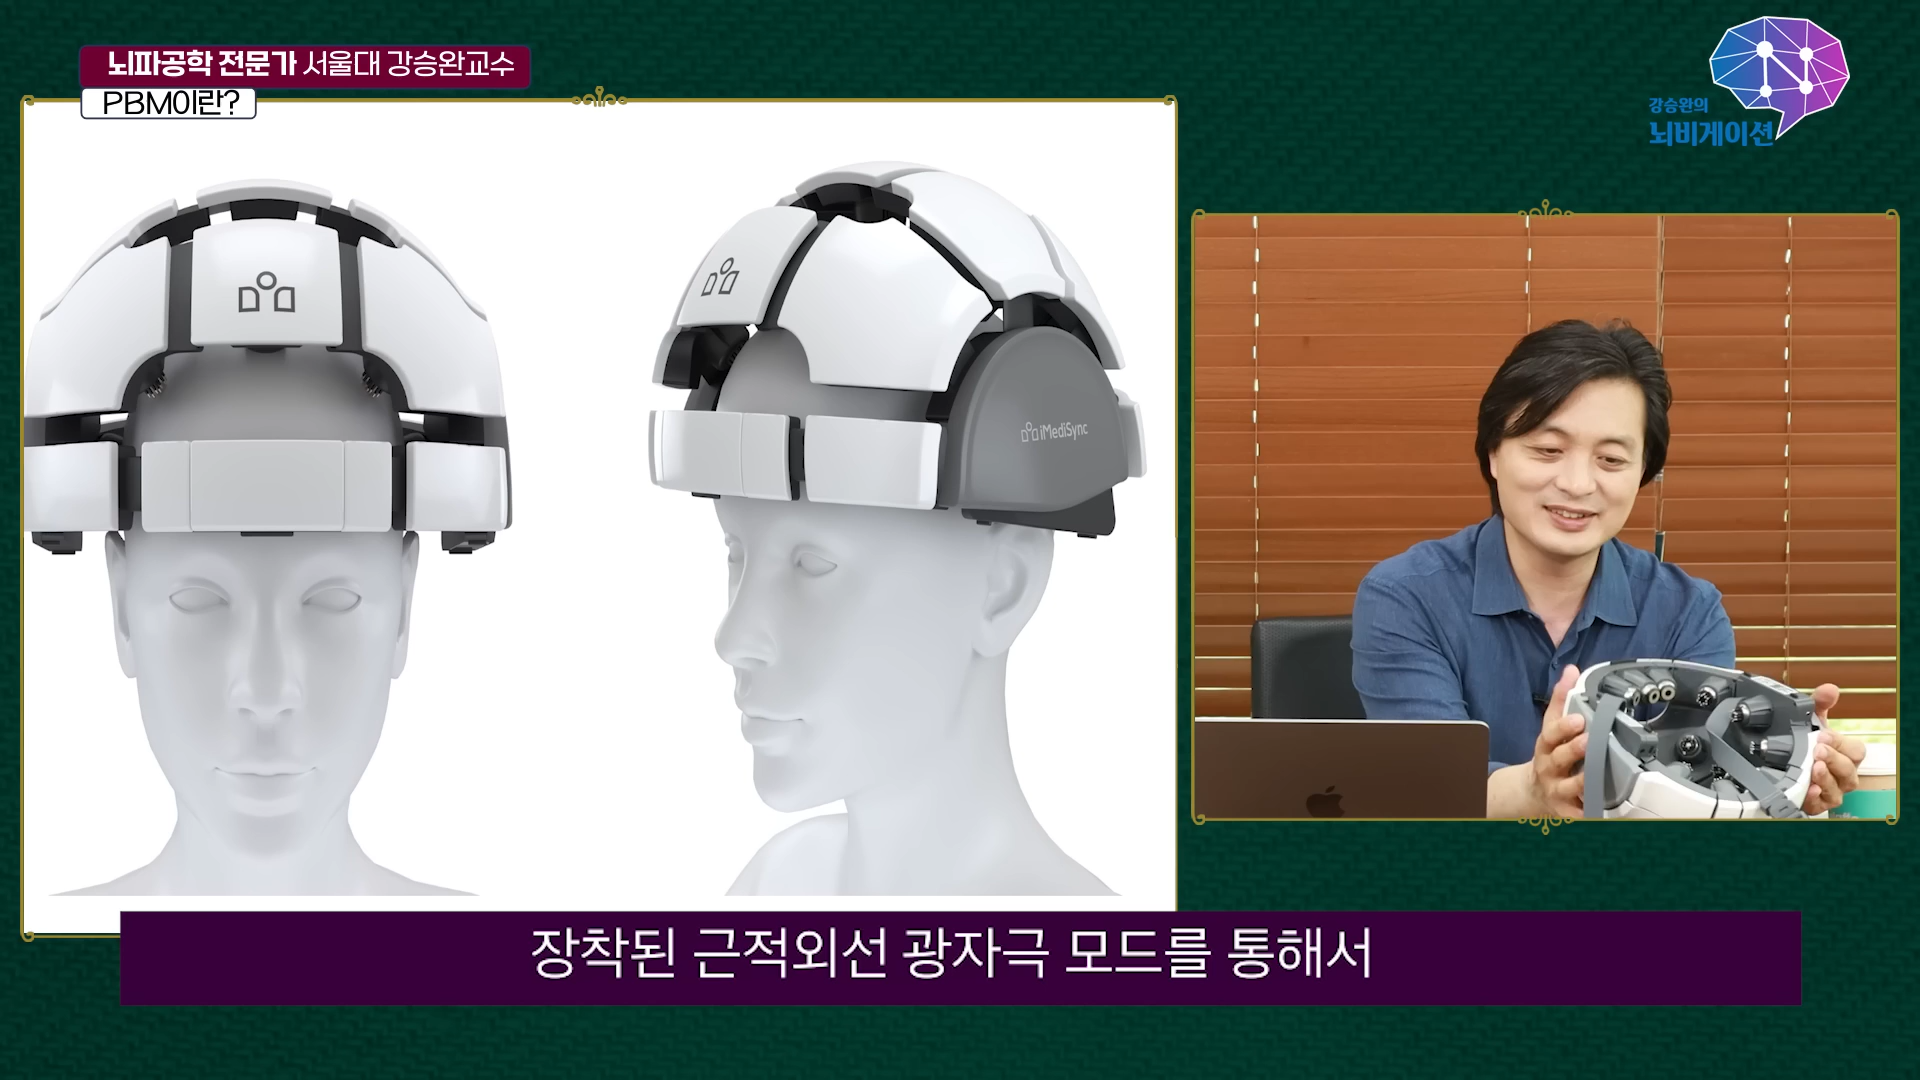 뇌파공학 전문가 서울대 강승완교수
PBM이란?
강승완의
뇌비게이션
iMediSync
장착된 근적외선 광자극 모드를 통해서